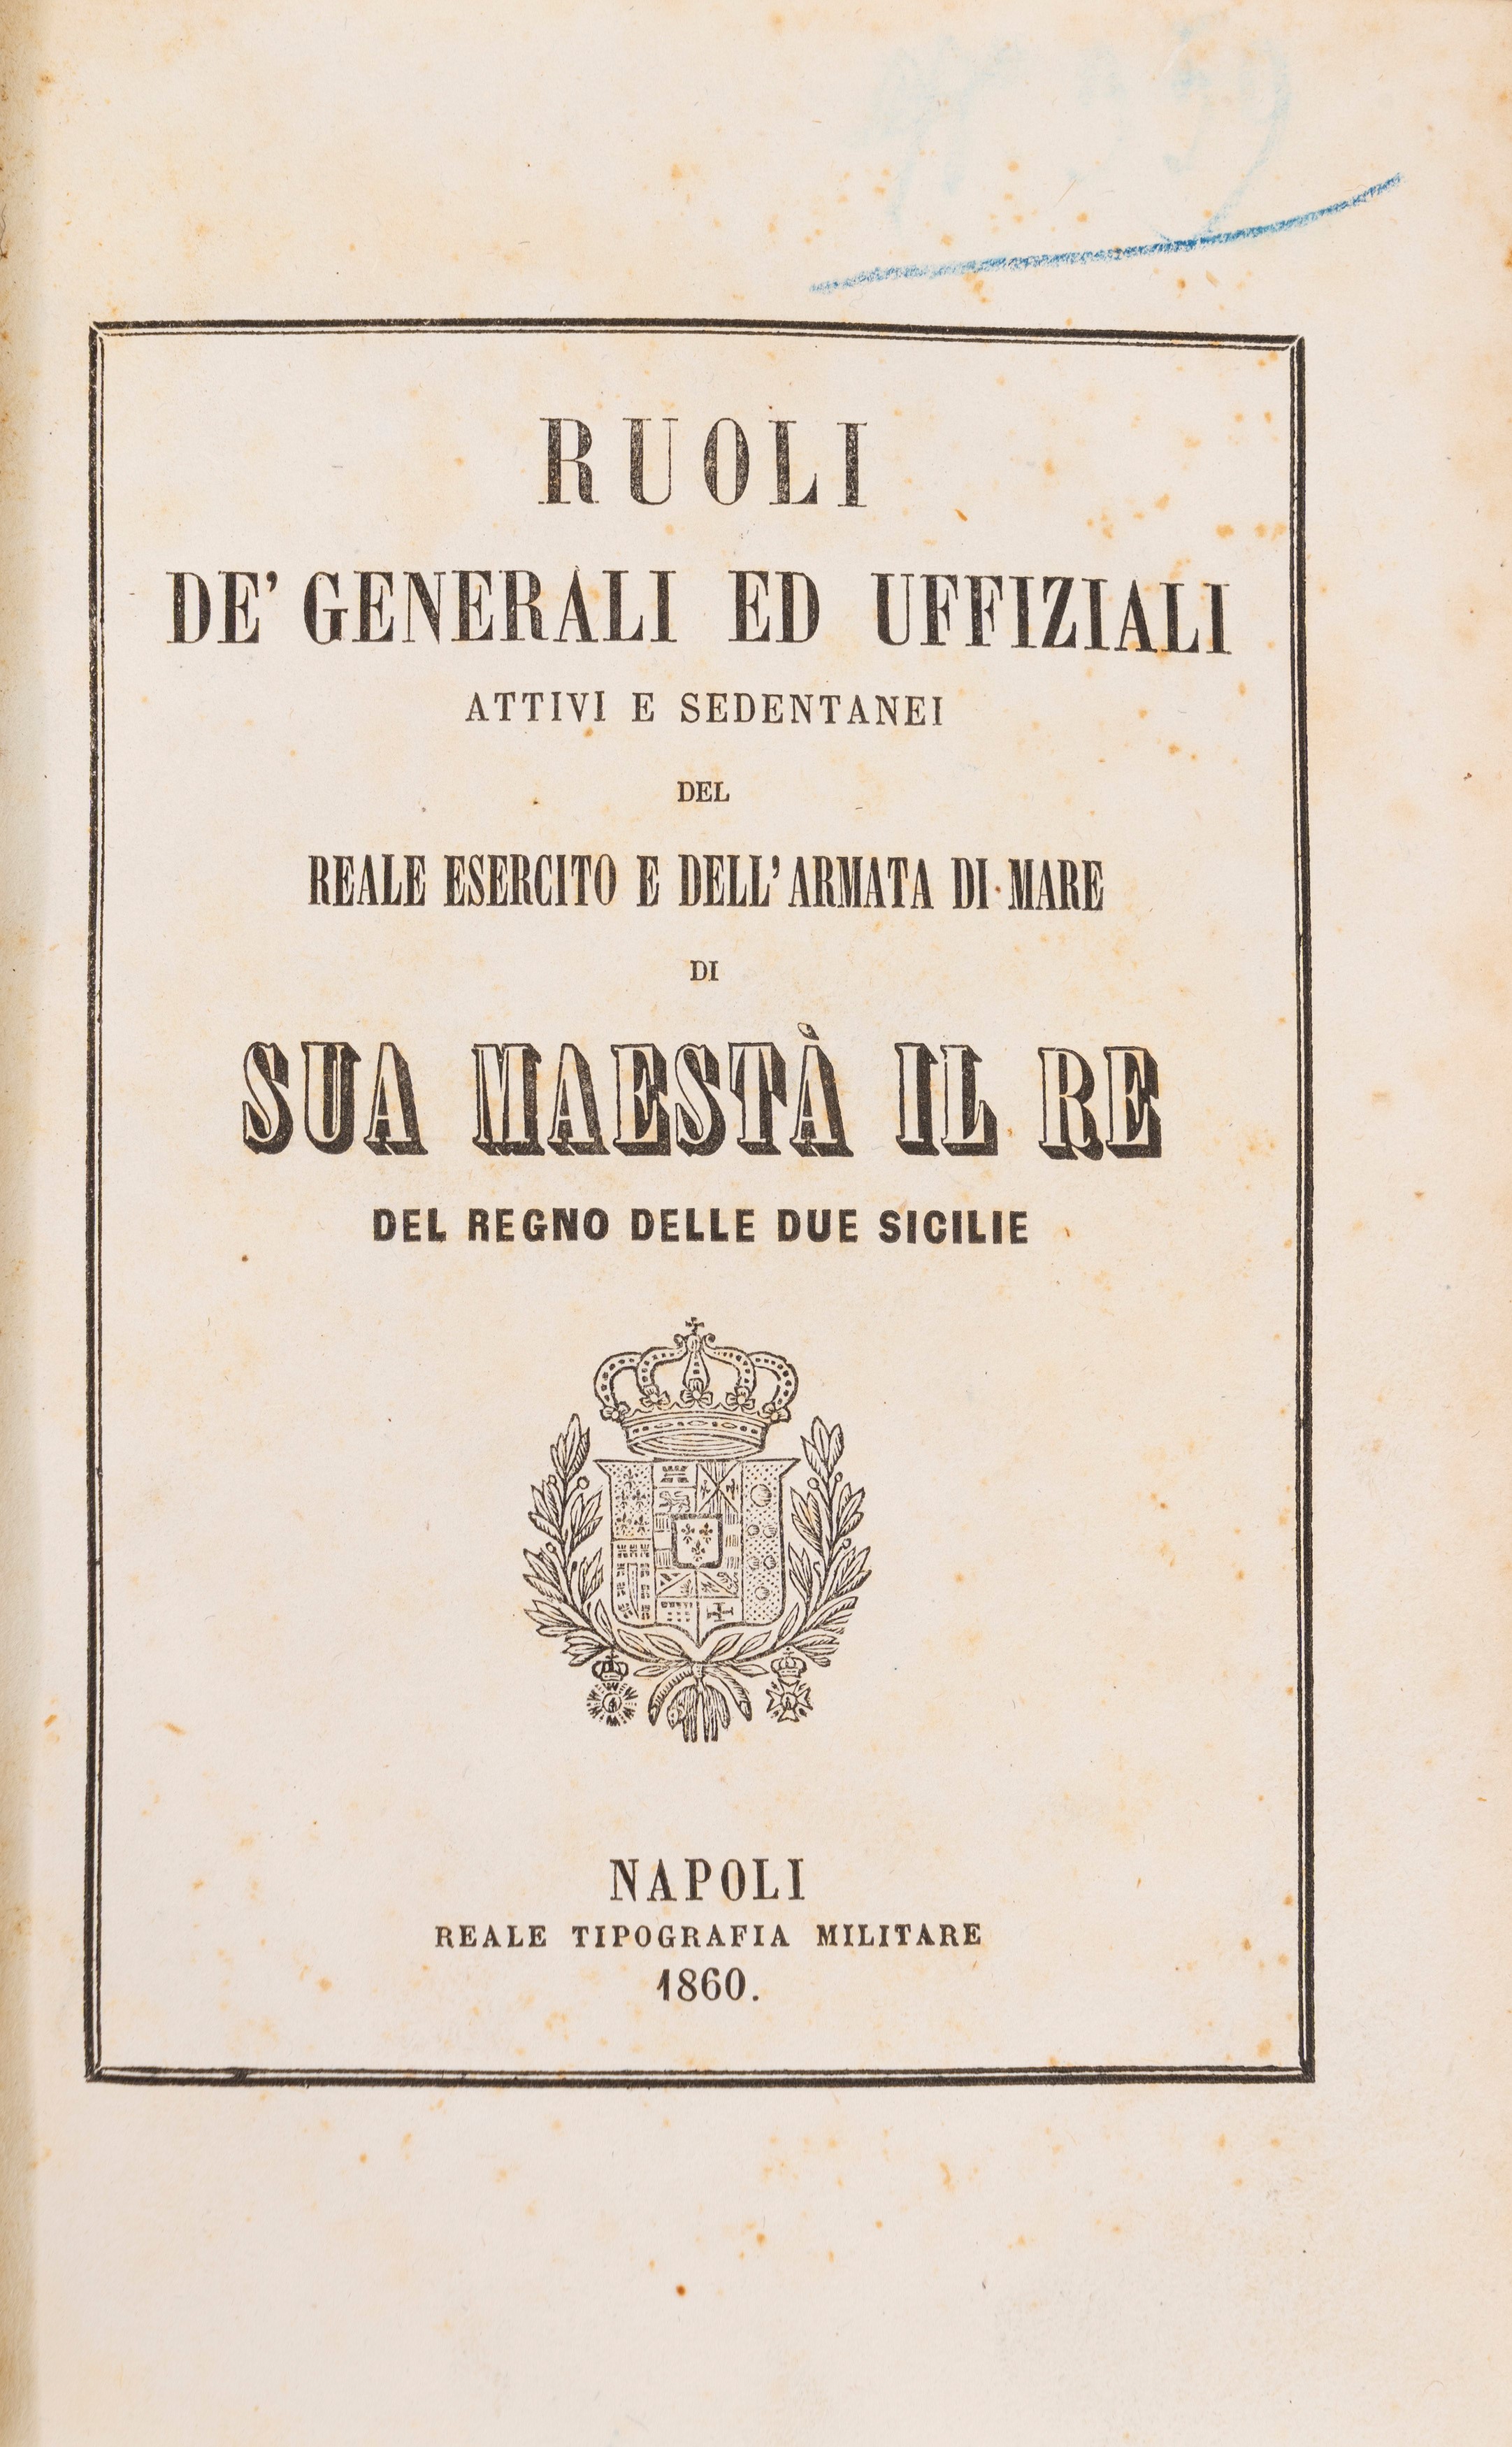 RUOLI
DE' GENERALI ED UFFIZIALI
ATTIVI E SEDENTANEI
DEL
REALE ESERCITO E DELL'ARMATA DI MARE
DI
SUA MAESTÀ IL RE
DEL REGNO DELLE DUE SICILIE
NAPOLI
REALE TIPOGRAFIA MILITARE
1860.